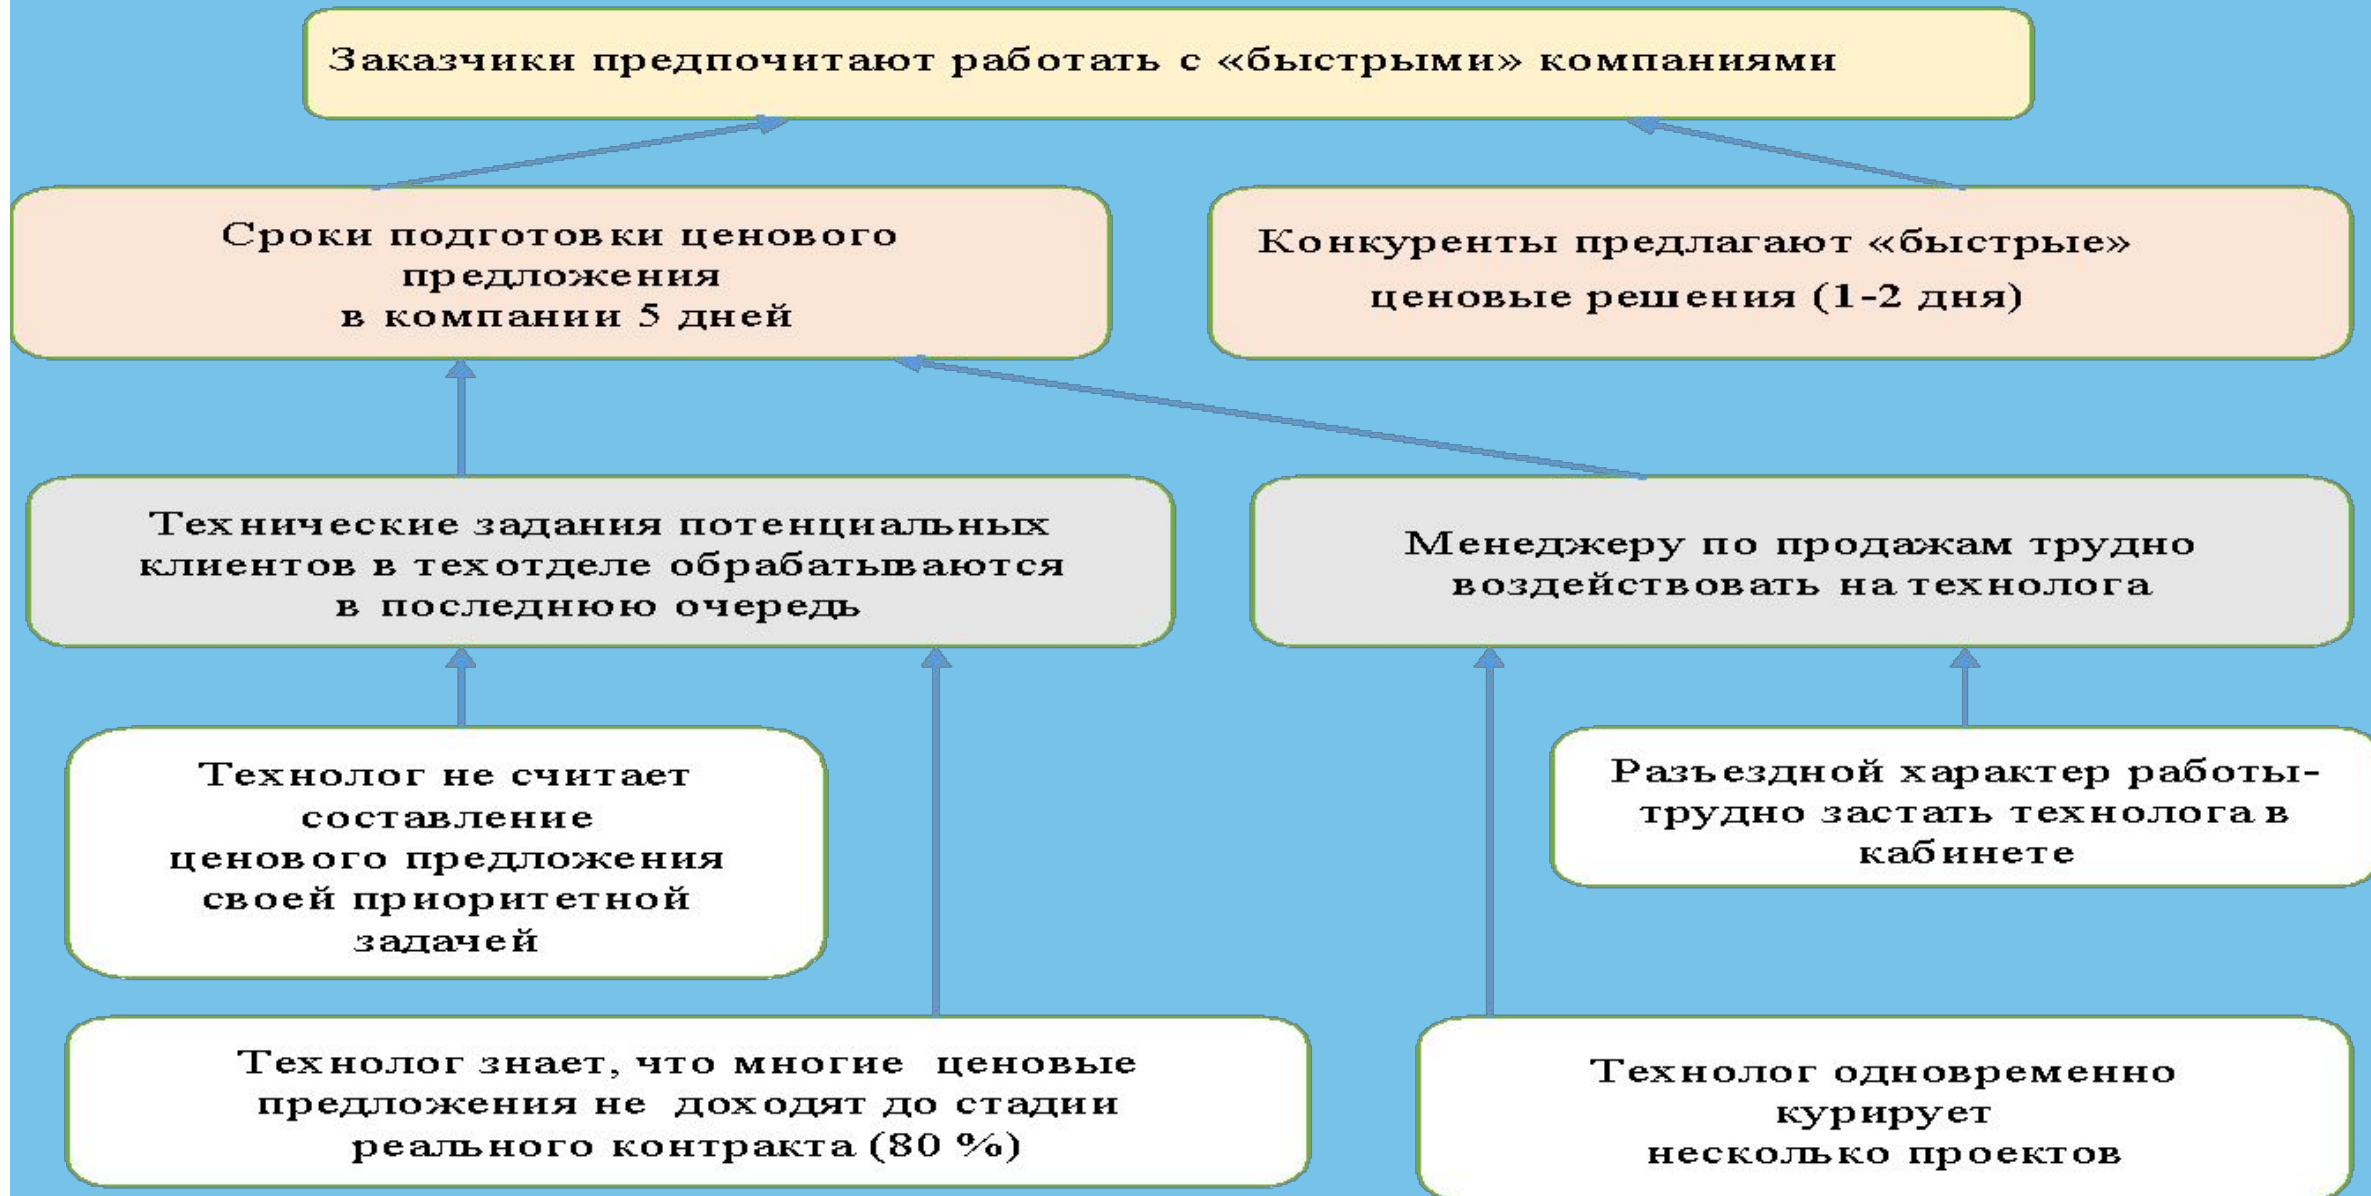 Заказчики предпочитают работать с «быстрыми» компаниями
Сроки подготовки ценового
предложения
в компании 5 дней
Конкуренты предлагают «быстрые»
ценовые решения (1-2 дня)
Технические задания потенциальных
клиентов в техотделе обрабатываются
в последнюю очередь
Менеджеру по продажам трудно
воздействовать на технолога
Технолог не считает
составление
ценового предложения
своей приоритетной
задачей
Разъездной характер работы-
трудно застать технолога в
кабинете
Технолог знает, что многие ценовые
предложения не доходят до стадии
реального контракта (80 %)
Технолог одновременно
курирует
несколько проектов